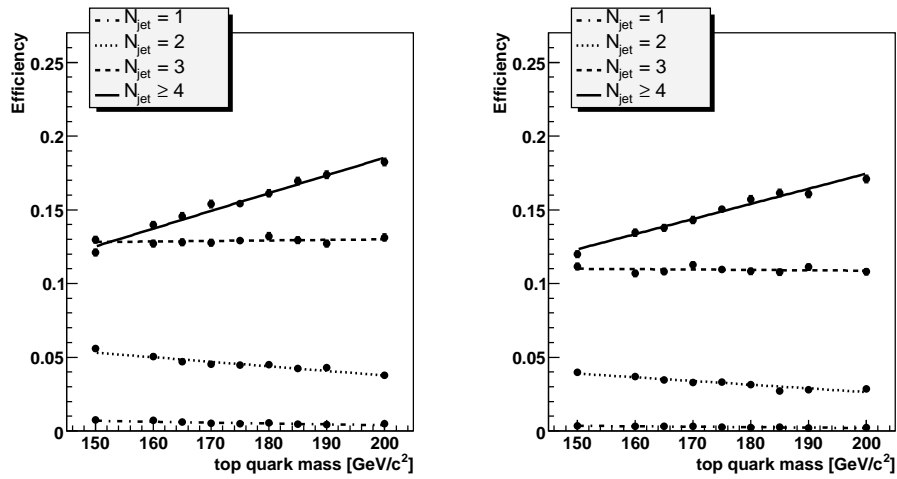 N_jet = 1
N_jet = 2
N_jet = 3
N_jet ≥ 4
Efficiency
0.25
0.2
0.15
0.1
0.05
0
150 160 170 180 190 200
top quark mass [GeV/c²]
N_jet = 1
N_jet = 2
N_jet = 3
N_jet ≥ 4
Efficiency
0.25
0.2
0.15
0.1
0.05
0
150 160 170 180 190 200
top quark mass [GeV/c²]